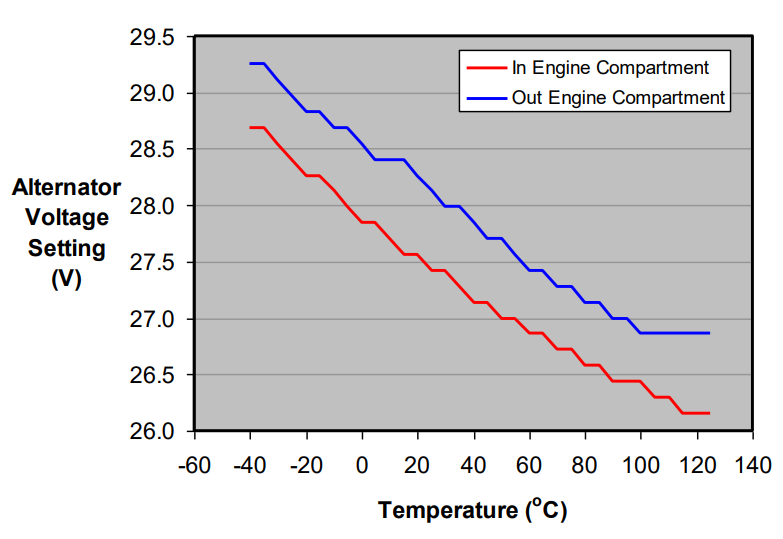 29.5
29.0
28.5
28.0
27.5
27.0
26.5
26.0
Alternator
Voltage
Setting
(V)
In Engine Compartment
Out Engine Compartment
-60 -40 -20 0 20 40 60 80 100 120 140
Temperature (°C)